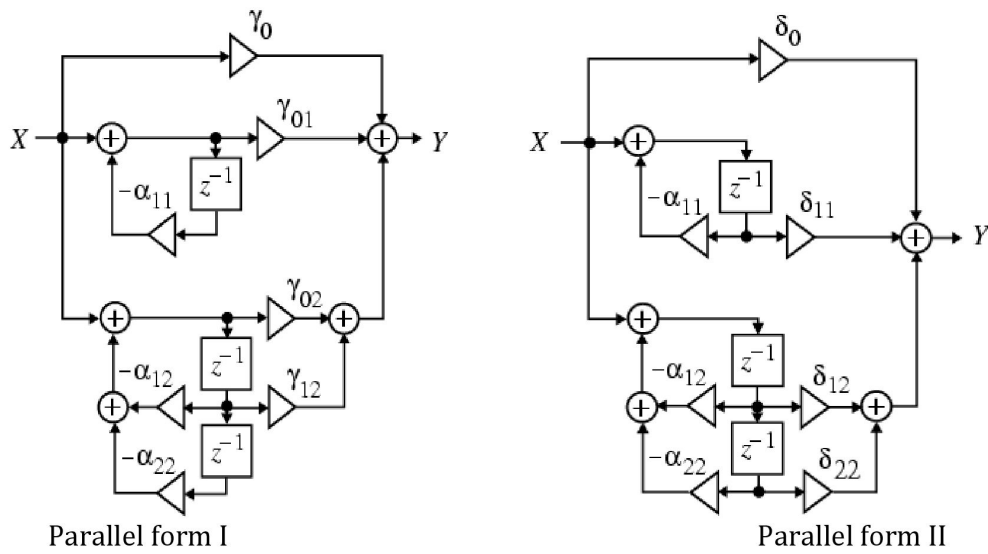 γ₀
γ₀₁
X
Y
-α₁₁
z⁻¹
γ₀₂
z⁻¹
-α₁₂
γ₁₂
z⁻¹
-α₂₂
Parallel form I
δ₀
X
z⁻¹
-α₁₁
δ₁₁
Y
z⁻¹
-α₁₂
δ₁₂
z⁻¹
-α₂₂
δ₂₂
Parallel form II